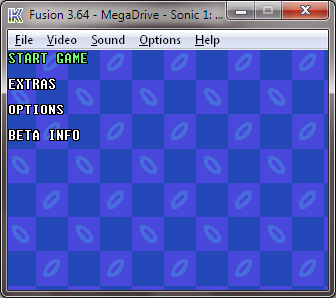 Fusion 3.64 - MegaDrive - Sonic 1: ...
File Video Sound Options Help
START GAME
EXTRAS
OPTIONS
BETA INFO